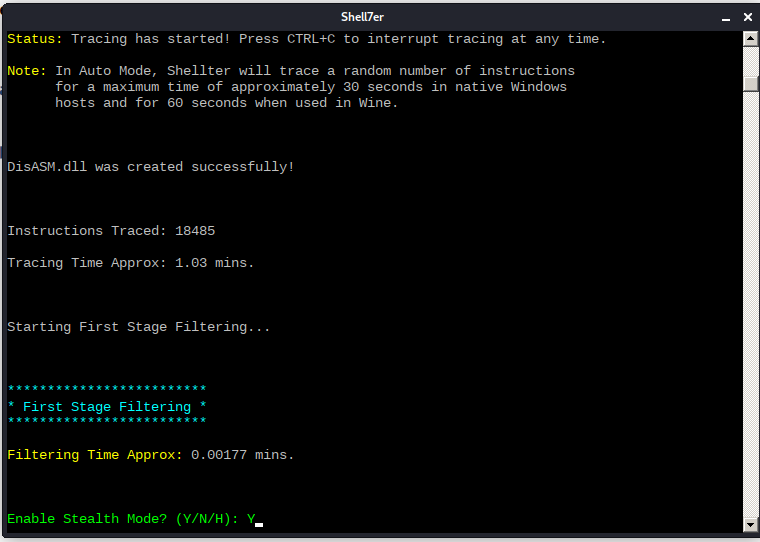 Shell7er
Status: Tracing has started! Press CTRL+C to interrupt tracing at any time.
Note: In Auto Mode, Shellter will trace a random number of instructions
for a maximum time of approximately 30 seconds in native Windows
hosts and for 60 seconds when used in Wine.
DisASM.dll was created successfully!
Instructions Traced: 18485
Tracing Time Approx: 1.03 mins.
Starting First Stage Filtering...
**************************
* First Stage Filtering *
**************************
Filtering Time Approx: 0.00177 mins.
Enable Stealth Mode? (Y/N/H): Y